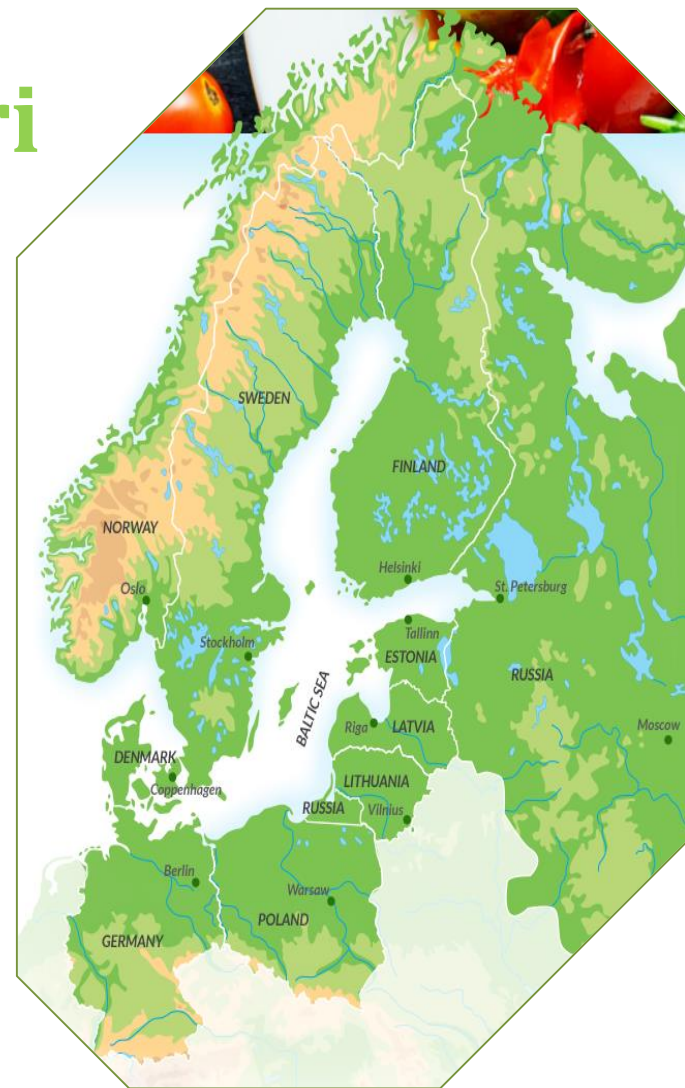 ri
SWEDEN
FINLAND
NORWAY
Helsinki
Oslo
St. Petersburg
Tallinn
Stockholm
ESTONIA
RUSSIA
BALTIC SEA
Riga
LATVIA
Moscow
DENMARK
Coppenhagen
LITHUANIA
RUSSIA
Vilnius
Berlin
Warsaw
POLAND
GERMANY